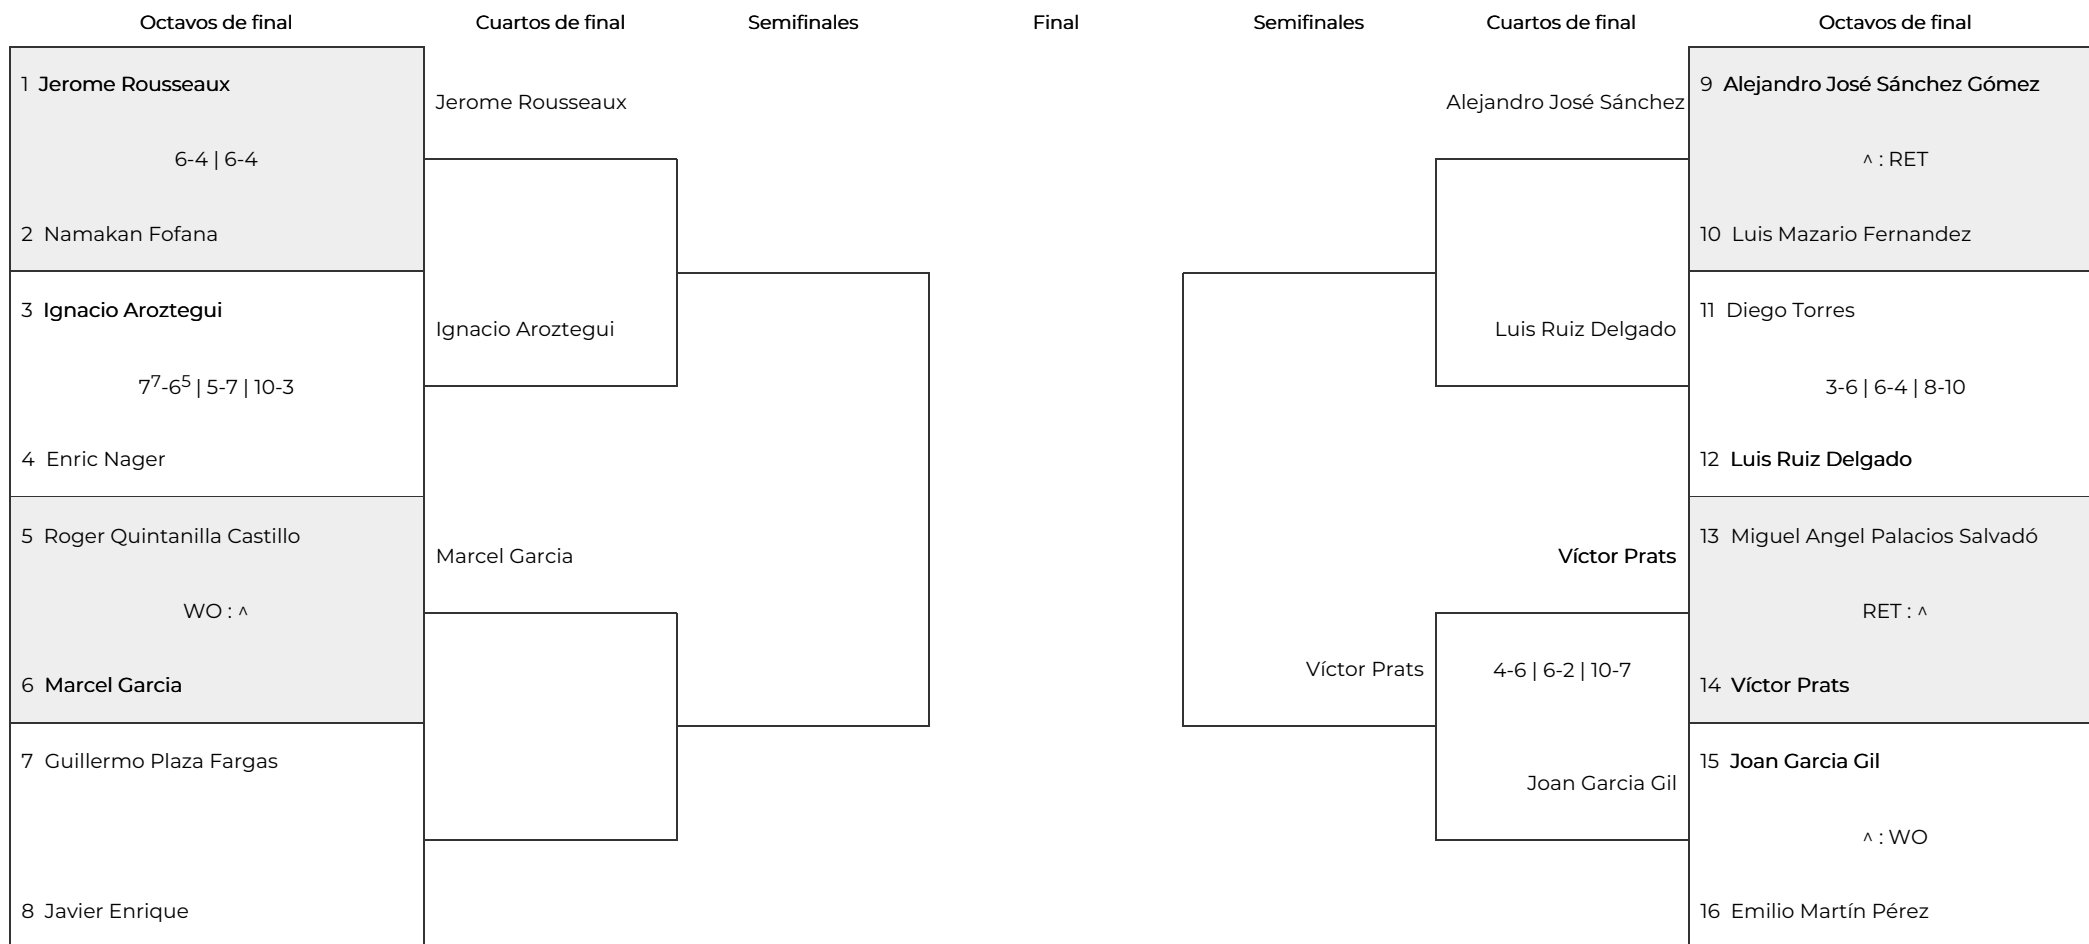 Octavos de final
Cuartos de final
Semifinales
Final
Semifinales
Cuartos de final
Octavos de final
1 Jerome Rousseaux
6-4 | 6-4
2 Namakan Fofana
3 Ignacio Aroztegui
7⁷-6⁵ | 5-7 | 10-3
4 Enric Nager
5 Roger Quintanilla Castillo
WO : ^
6 Marcel Garcia
7 Guillermo Plaza Fargas
8 Javier Enrique
Jerome Rousseaux
Ignacio Aroztegui
Marcel Garcia
Víctor Prats
Alejandro José Sánchez
Luis Ruiz Delgado
Víctor Prats
4-6 | 6-2 | 10-7
Joan Garcia Gil
9 Alejandro José Sánchez Gómez
^ : RET
10 Luis Mazario Fernandez
11 Diego Torres
3-6 | 6-4 | 8-10
12 Luis Ruiz Delgado
13 Miguel Angel Palacios Salvadó
RET : ^
14 Víctor Prats
15 Joan Garcia Gil
^ : WO
16 Emilio Martín Pérez